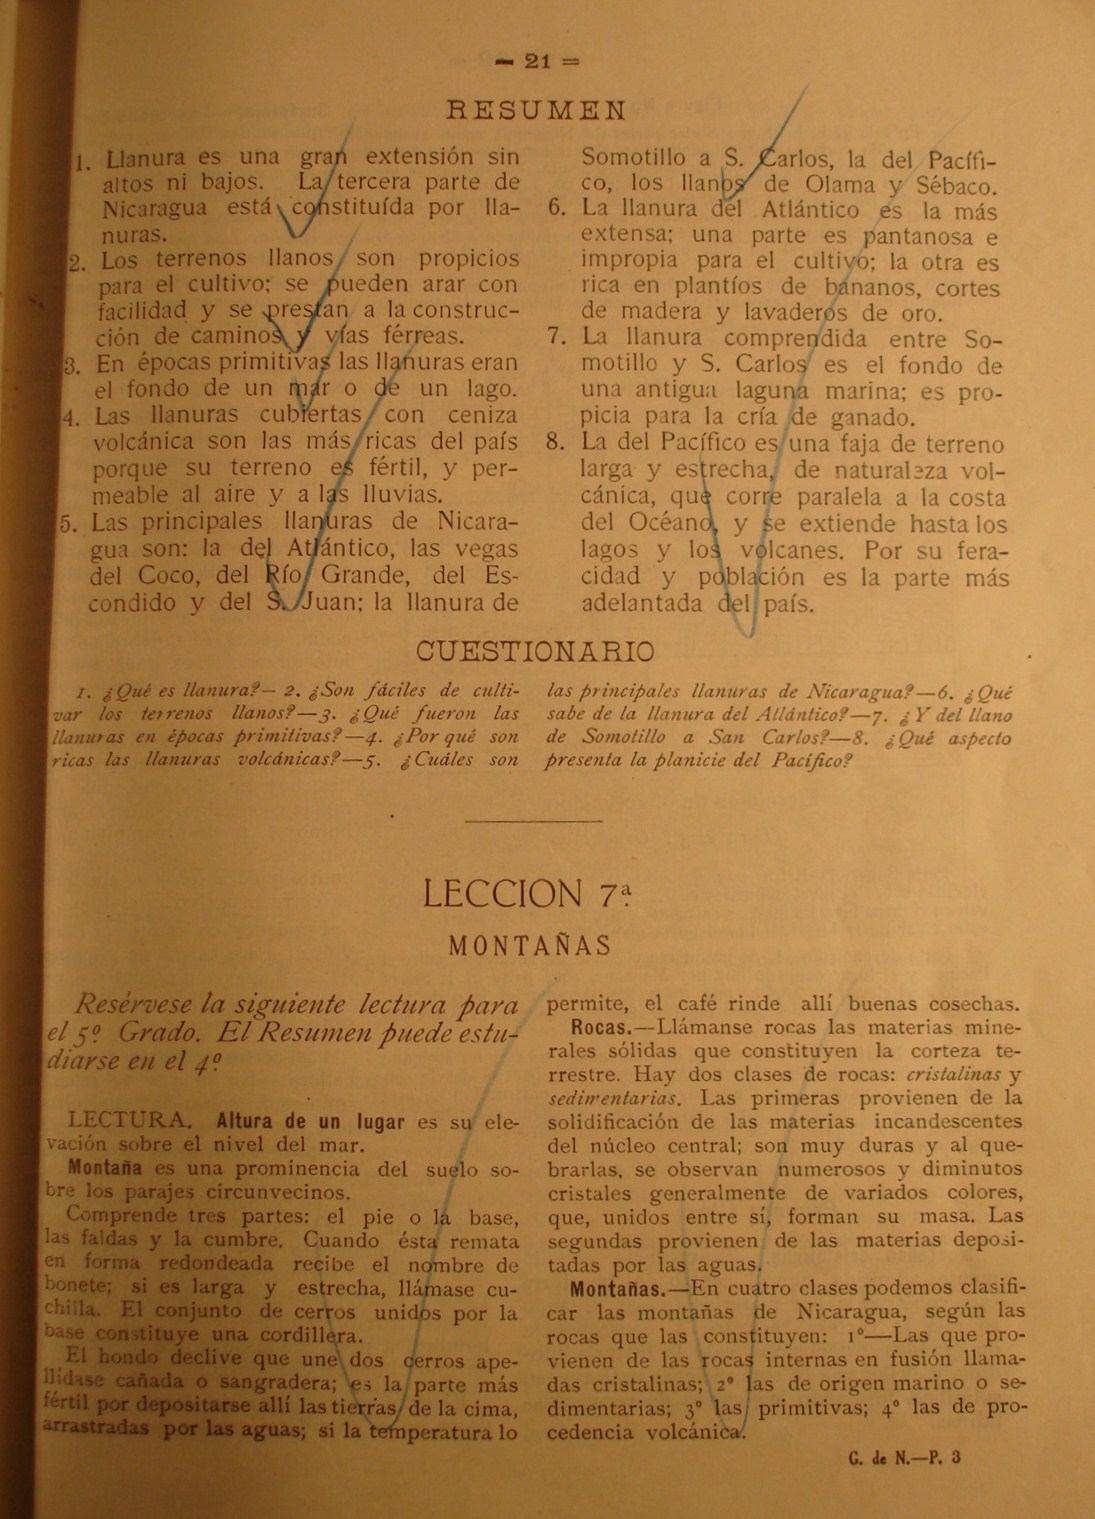 — 21 =
RESUMEN
1. Llanura es una gran extensión sin
altos ni bajos. La tercera parte de
Nicaragua está constituída por lla-
nuras.
2. Los terrenos llanos son propicios
para el cultivo; se pueden arar con
facilidad y se prestan a la construc-
ción de caminos y vías férreas.
3. En épocas primitivas las llanuras eran
el fondo de un mar o de un lago.
4. Las llanuras cubiertas con ceniza
volcánica son las más ricas del país
porque su terreno es fértil, y per-
meable al aire y a las lluvias.
5. Las principales llanuras de Nicara-
gua son: la del Atlántico, las vegas
del Coco, del Río Grande, del Es-
condido y del S. Juan; la llanura de
Somotillo a S. Carlos, la del Pacífi-
co, los llanos de Olama y Sébaco.
6. La llanura del Atlántico es la más
extensa; una parte es pantanosa e
impropia para el cultivo; la otra es
rica en plantíos de bananos, cortes
de madera y lavaderos de oro.
7. La llanura comprendida entre So-
motillo y S. Carlos es el fondo de
una antigua laguna marina; es pro-
picia para la cría de ganado.
8. La del Pacífico es una faja de terreno
larga y estrecha, de naturaleza vol-
cánica, que corre paralela a la costa
del Océano, y se extiende hasta los
lagos y los volcanes. Por su fera-
cidad y población es la parte más
adelantada del país.
CUESTIONARIO
1. ¿Qué es llanura?— 2. ¿Son fáciles de culti-
var los terrenos llanos?—3. ¿Qué fueron las
llanuras en épocas primitivas?—4. ¿Por qué son
ricas las llanuras volcánicas?—5. ¿Cuáles son
las principales llanuras de Nicaragua?—6. ¿Qué
sabe de la llanura del Atlántico?—7. ¿Y del llano
de Somotillo a San Carlos?—8. ¿Qué aspecto
presenta la planicie del Pacífico?
LECCION 7ª
MONTAÑAS
Resérvese la siguiente lectura para
el 5º Grado. El Resumen puede estu-
diarse en el 4º
LECTURA. Altura de un lugar es su ele-
vación sobre el nivel del mar.
Montaña es una prominencia del suelo so-
bre los parajes circunvecinos.
Comprende tres partes: el pie o la base,
las faldas y la cumbre. Cuando ésta remata
en forma redondeada recibe el nombre de
bonete; si es larga y estrecha, llámase cu-
chilla. El conjunto de cerros unidos por la
base constituye una cordillera.
El hondo declive que une dos cerros ape-
llídase cañada o sangradera; es la parte más
fértil por depositarse allí las tierras de la cima,
arrastradas por las aguas; si la temperatura lo
permite, el café rinde allí buenas cosechas.
Rocas.—Llámanse rocas las materias mine-
rales sólidas que constituyen la corteza te-
rrestre. Hay dos clases de rocas: cristalinas y
sedimentarias. Las primeras provienen de la
solidificación de las materias incandescentes
del núcleo central; son muy duras y al que-
brarlas, se observan numerosos y diminutos
cristales generalmente de variados colores,
que, unidos entre sí, forman su masa. Las
segundas provienen de las materias deposi-
tadas por las aguas.
Montañas.—En cuatro clases podemos clasifi-
car las montañas de Nicaragua, según las
rocas que las constituyen: 1º—Las que pro-
vienen de las rocas internas en fusión llama-
das cristalinas; 2º las de origen marino o se-
dimentarias; 3º las primitivas; 4º las de pro-
cedencia volcánica.
G. de N.—P. 3